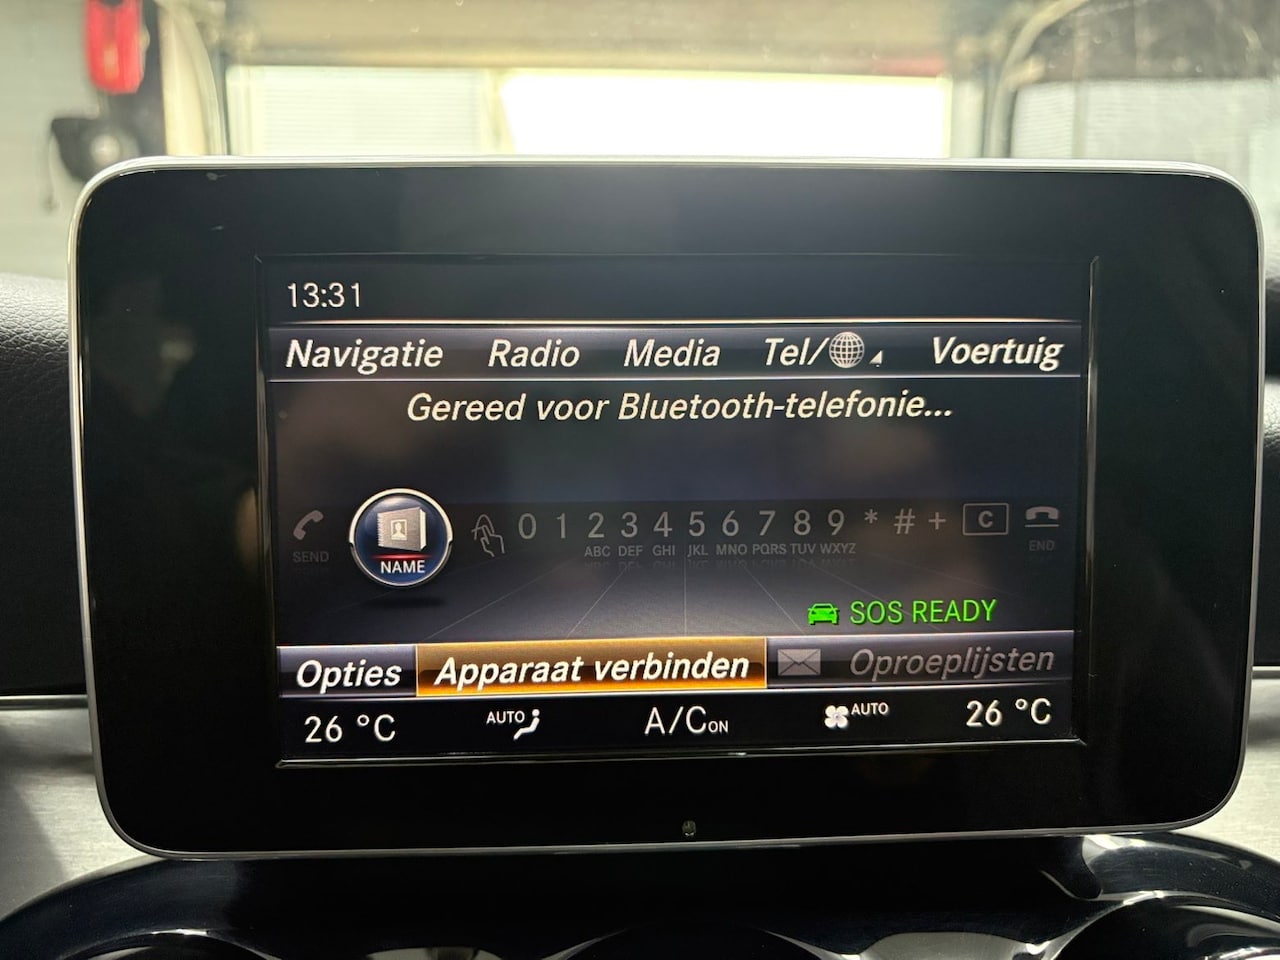 13:31
Navigatie Radio Media Tel/ Voertuig
Gereed voor Bluetooth-telefonie...
SEND NAME 0 1 2 3 4 5 6 7 8 9 * # + C END
ABC DEF GHI JKL MNO PQRS TUV WXYZ
SOS READY
Opties Apparaat verbinden Oproeplijsten
26 °C AUTO A/C ON AUTO 26 °C